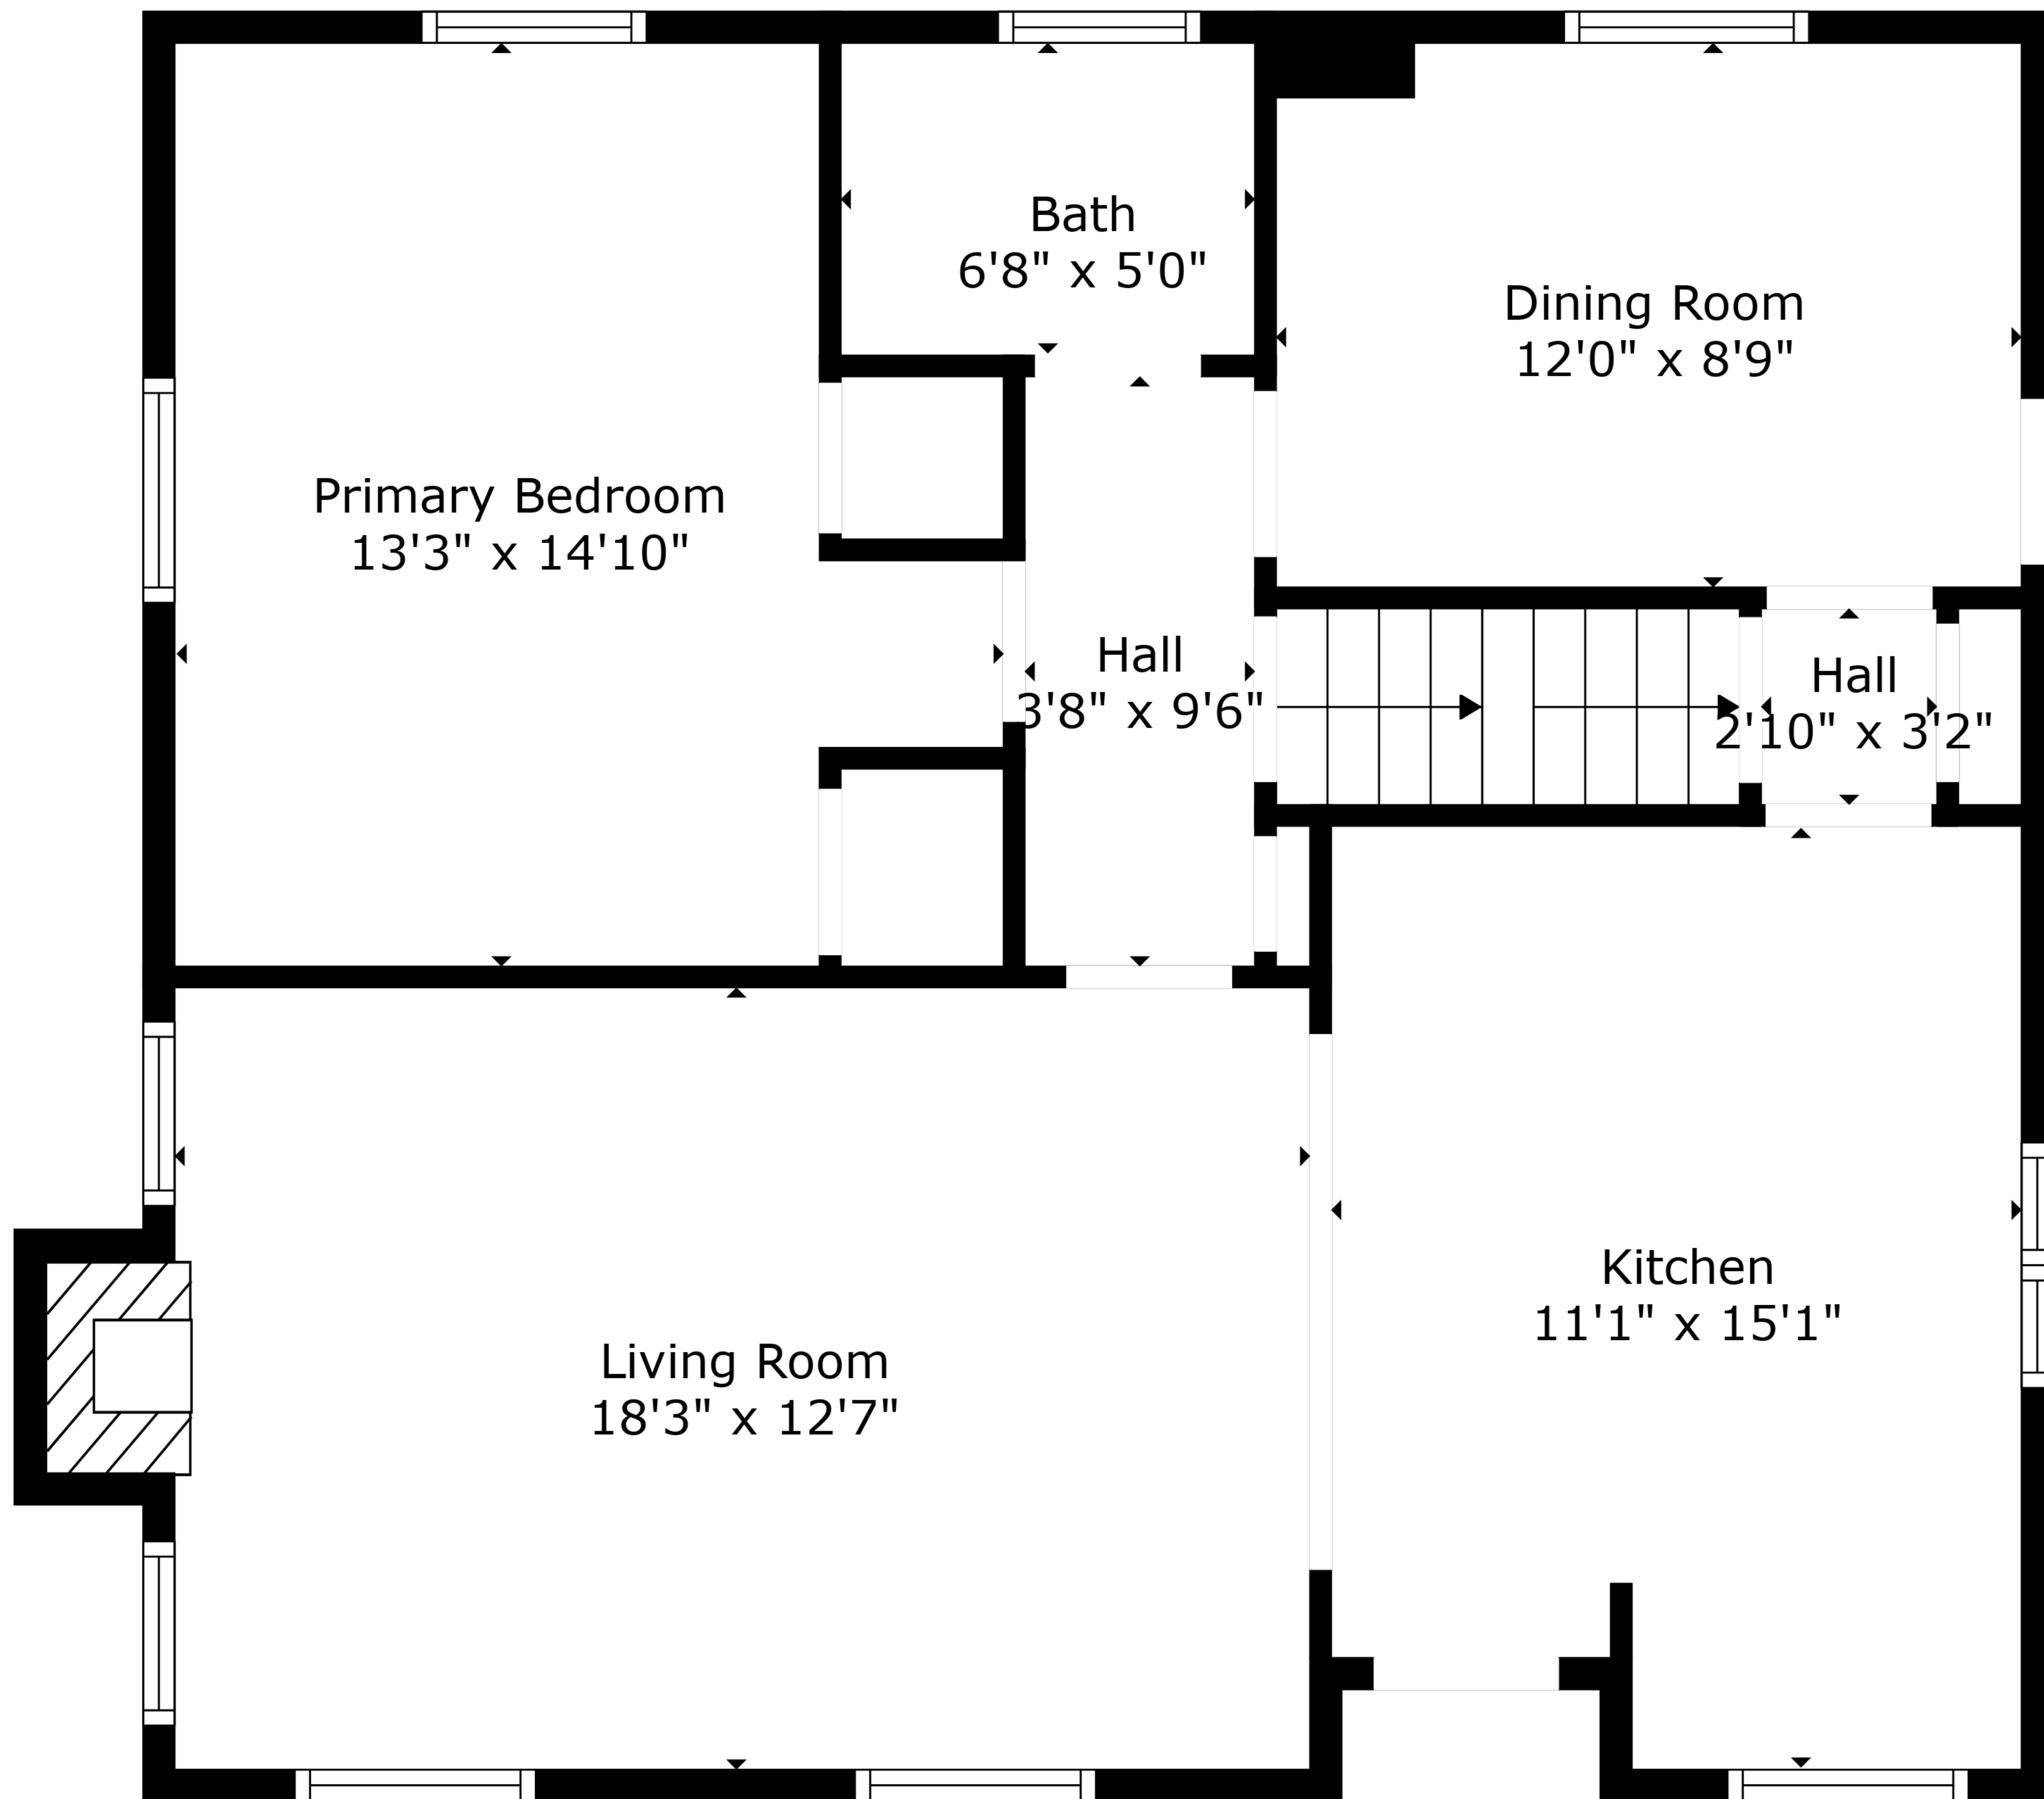 Bath
6'8" x 5'0"
Dining Room
12'0" x 8'9"
Primary Bedroom
13'3" x 14'10"
Hall
3'8" x 9'6"
Hall
2'10" x 3'2"
Kitchen
11'1" x 15'1"
Living Room
18'3" x 12'7"